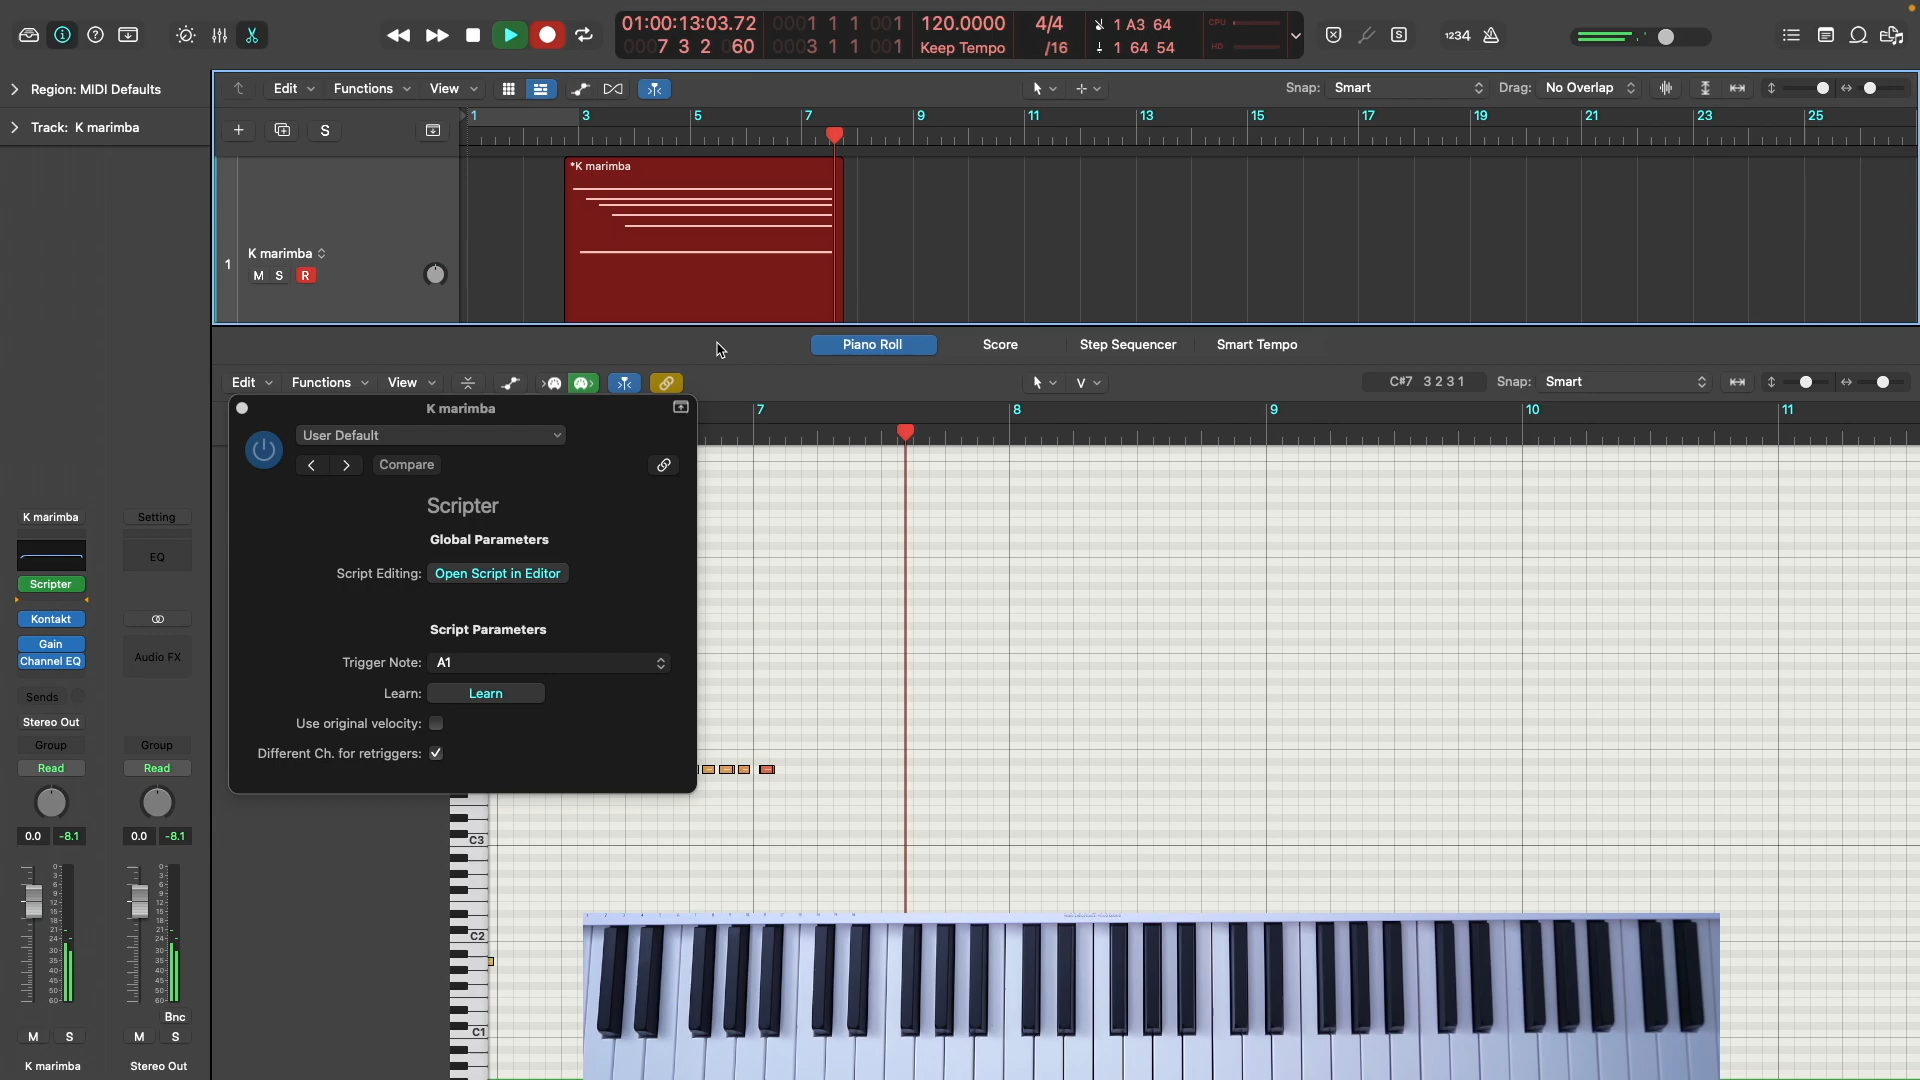 01:00:13:03.72
0007 3 2 060
0001 1 1 001
0003 1 1 001
120.0000
Keep Tempo
4/4
/16
1 A3 64
1 64 54
CPU
HD
1234
Region: MIDI Defaults
Track: K marimba
Edit
Functions
View
Snap: Smart
Drag: No Overlap
S
1
3
5
7
9
11
13
15
17
19
21
23
25
*K marimba
1
K marimba
M S R
Piano Roll
Score
Step Sequencer
Smart Tempo
Edit
Functions
View
C#7 3 2 3 1
Snap: Smart
7
8
9
10
11
K marimba
User Default
Compare
Scripter
Global Parameters
Script Editing: Open Script in Editor
Script Parameters
Trigger Note: A1
Learn: Learn
Use original velocity:
Different Ch. for retriggers:
C3
C2
C1
K marimba
Setting
EQ
Scripter
Kontakt
Gain
Channel EQ
Audio FX
Sends
Stereo Out
Group
Group
Read
Read
0.0 -8.1
0.0 -8.1
Bnc
M S
M S
K marimba
Stereo Out